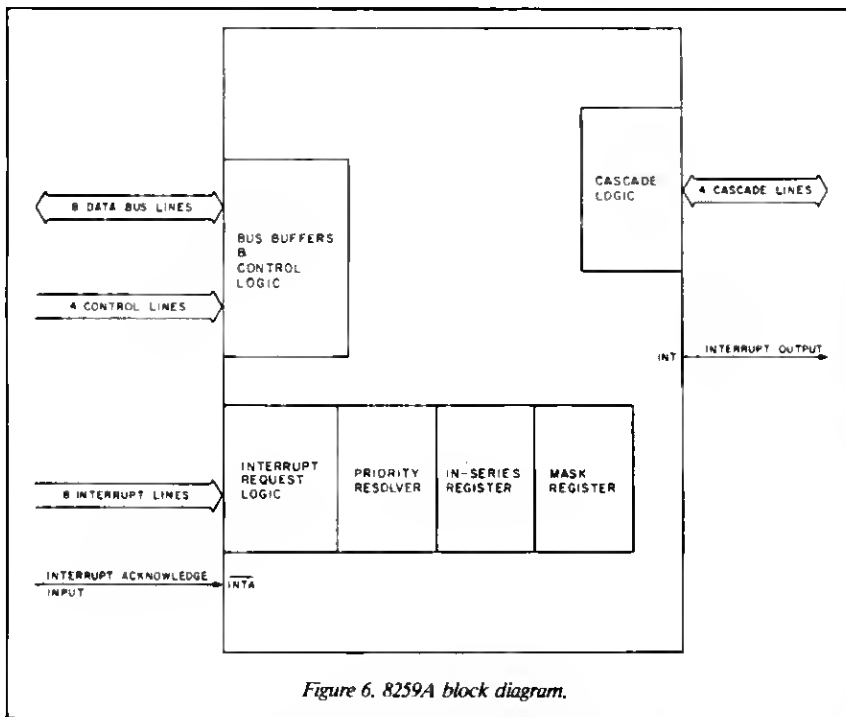 8 DATA BUS LINES
4 CONTROL LINES
BUS BUFFERS
&
CONTROL
LOGIC
CASCADE
LOGIC
4 CASCADE LINES
INT
INTERRUPT OUTPUT
8 INTERRUPT LINES
INTERRUPT
REQUEST
LOGIC
PRIORITY
RESOLVER
IN-SERIES
REGISTER
MASK
REGISTER
INTERRUPT ACKNOWLEDGE
INPUT
INTA
Figure 6. 8259A block diagram.